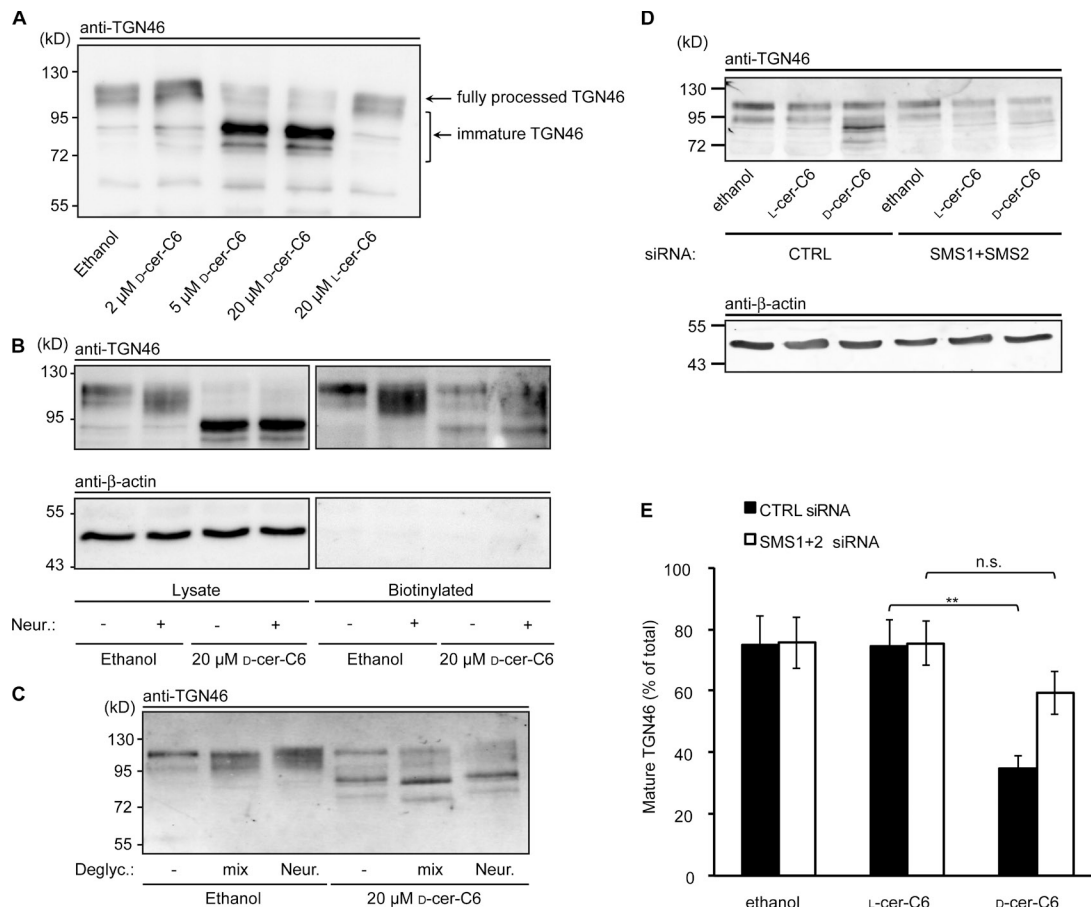 A
anti-TGN46
(kD)
130
95
72
55
fully processed TGN46
immature TGN46
Ethanol
2 µM D-cer-C6
5 µM D-cer-C6
20 µM D-cer-C6
20 µM L-cer-C6
B
(kD)
anti-TGN46
130
95
anti-β-actin
55
43
Lysate Biotinylated
Neur.: - + - + - + - +
Ethanol 20 µM D-cer-C6 Ethanol 20 µM D-cer-C6
C
anti-TGN46
(kD)
130
95
72
55
Deglyc.: - mix Neur. - mix Neur.
Ethanol 20 µM D-cer-C6
D
(kD)
anti-TGN46
130
95
72
ethanol L-cer-C6 D-cer-C6 ethanol L-cer-C6 D-cer-C6
siRNA: CTRL SMS1+SMS2
anti-β-actin
55
43
E
CTRL siRNA
SMS1+2 siRNA
n.s.
**
Mature TGN46 (% of total)
100
80
60
40
20
0
ethanol L-cer-C6 D-cer-C6